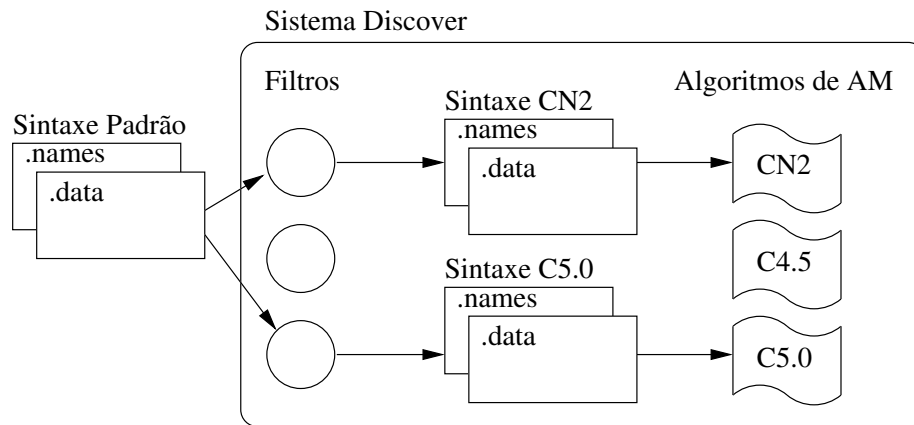 Sistema Discover
Filtros
Algoritmos de AM
Sintaxe CN2
Sintaxe Padrão
.names
.names
.data
.data
CN2
C4.5
Sintaxe C5.0
.names
.data
C5.0